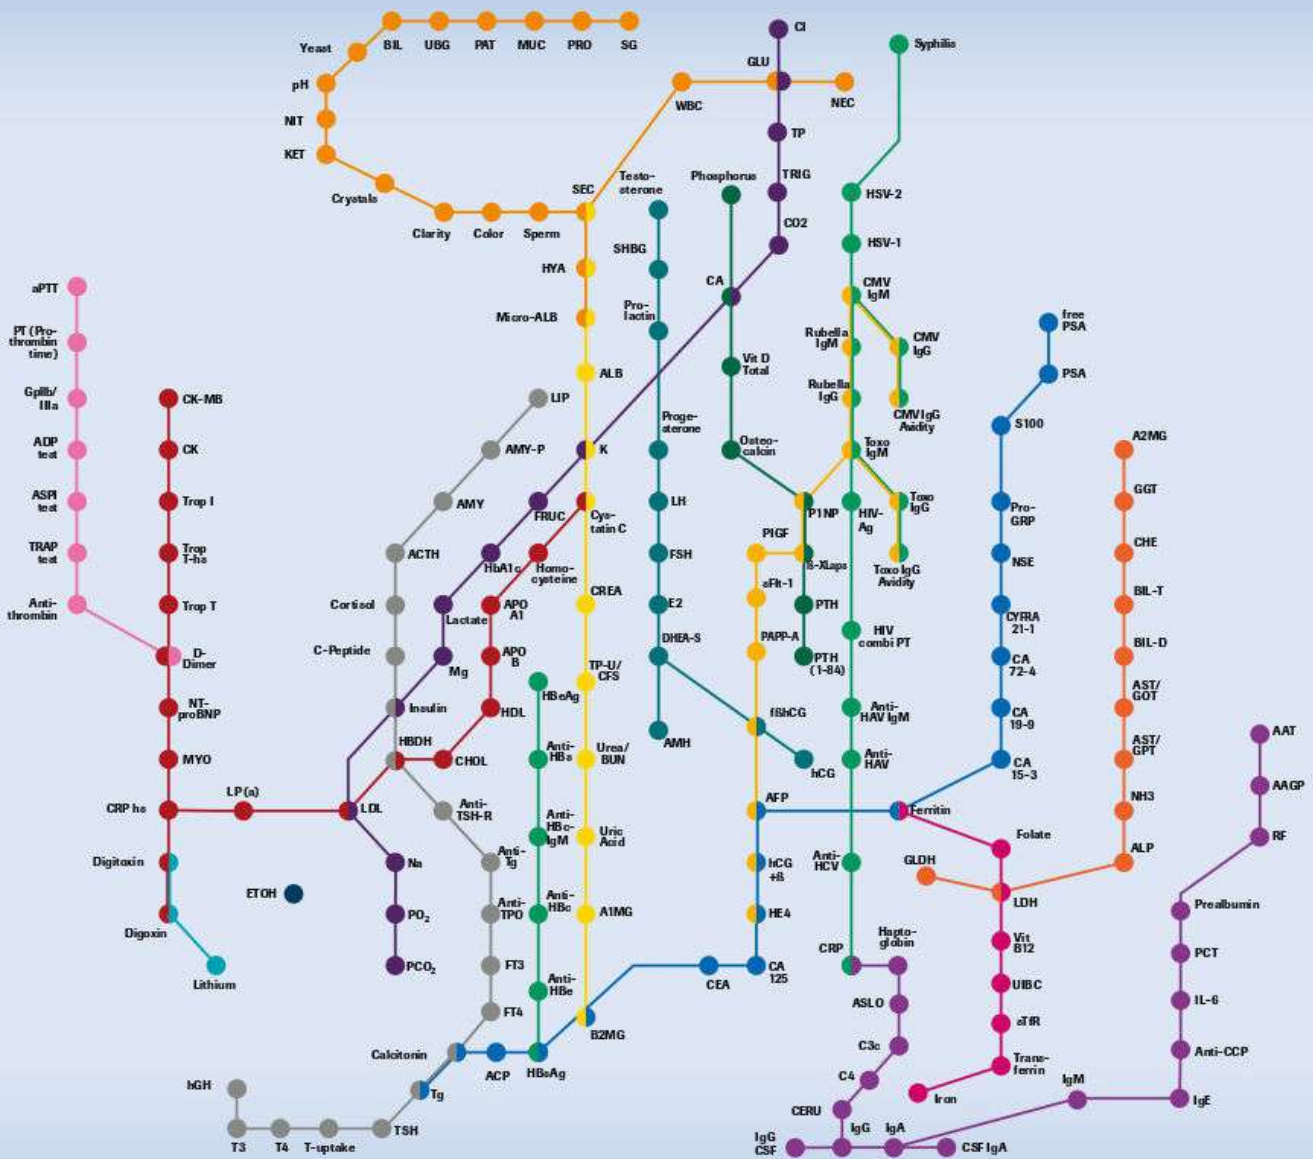 BIL
UBG
PAT
MUC
PRO
SG
Yeast
pH
NIT
KET
Crystals
Clarity
Color
Sperm
SEC
WBC
GLU
NEC
CI
TP
TRIG
CO2
Syphilis
HSV-2
HSV-1
CMV
IgM
CMV
IgG
CMV IgG
Avidity
Rubella
IgM
Rubella
IgG
Toxo
IgM
Toxo
IgG
Toxo IgG
Avidity
Phosphorus
CA
Vit D
Total
Osteo-
calcin
P1NP
ß-XLaps
PTH
PTH
(1-84)
Testo-
sterone
SHBG
Pro-
lactin
Proge-
sterone
LH
FSH
E2
DHEA-S
AMH
fßhCG
hCG
HYA
Micro-ALB
ALB
K
Cys-
tatin C
CREA
TP-U/
CFS
Urea/
BUN
Uric
Acid
A1MG
B2MG
aPTT
PT (Pro-
thrombin
time)
GpIIb/
IIIa
ADP
test
ASPI
test
TRAP
test
Anti-
thrombin
CK-MB
CK
Trop I
Trop
T-hs
Trop T
D-
Dimer
NT-
proBNP
MYO
CRP hs
LP (a)
LDL
Digitoxin
Digoxin
Lithium
ETOH
LIP
AMY-P
AMY
ACTH
Cortisol
C-Peptide
Insulin
HBDH
CHOL
HDL
APO
B
APO
A1
Homo-
cysteine
FRUC
HbA1c
Lactate
Mg
Na
PO2
PCO2
Anti-
TSH-R
Anti-
Tg
Anti-
TPO
FT3
FT4
Calcitonin
Tg
TSH
T-uptake
T4
T3
hGH
ACP
HBsAg
HBeAg
Anti-
HBs
Anti-
HBc-
IgM
Anti-
HBc
Anti-
HBe
PIGF
sFlt-1
PAPP-A
AFP
hCG
+ß
HE4
CA
125
CEA
HIV-
Ag
HIV
combi PT
Anti-
HAV IgM
Anti-
HAV
Anti-
HCV
CRP
Hapto-
globin
ASLO
C3c
C4
CERU
IgG
CSF
IgG
IgA
CSF IgA
IgM
IgE
Anti-CCP
IL-6
PCT
Prealbumin
RF
AAGP
AAT
free
PSA
PSA
S100
Pro-
GRP
NSE
CYFRA
21-1
CA
72-4
CA
19-9
CA
15-3
Ferritin
Folate
GLDH
LDH
Vit
B12
UIBC
sTfR
Trans-
ferrin
Iron
A2MG
GGT
CHE
BIL-T
BIL-D
AST/
GOT
AST/
GPT
NH3
ALP